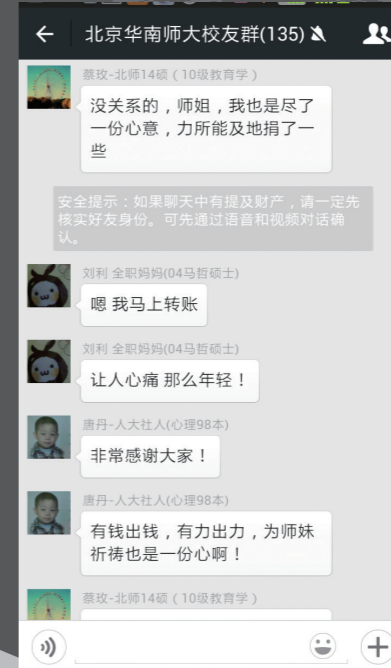 北京华南师大校友群(135)
蔡玫-北师14硕（10级教育学）
没关系的，师姐，我也是尽了
一份心意，力所能及地捐了一
些
安全提示：如果聊天中有提及财产，请一定先
核实好友身份。可先通过语音和视频对话确
认。
刘利 全职妈妈(04马哲硕士)
嗯 我马上转账
刘利 全职妈妈(04马哲硕士)
让人心痛 那么年轻！
唐丹-人大社人(心理98本)
非常感谢大家！
唐丹-人大社人(心理98本)
有钱出钱，有力出力，为师妹
祈祷也是一份心啊！
蔡玫-北师14硕（10级教育学）